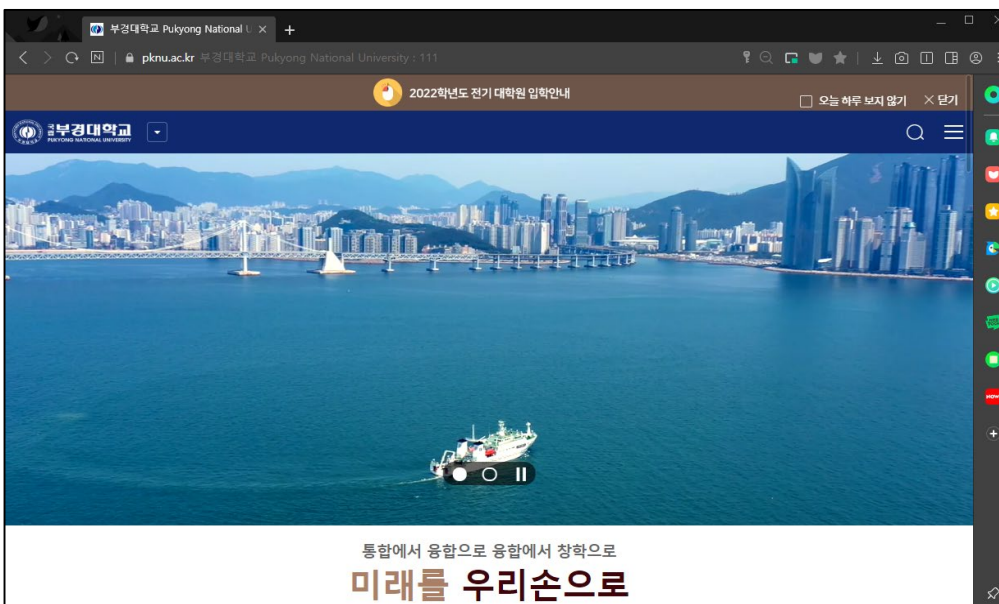 부경대학교 Pukyong National U
pknu.ac.kr 부경대학교 Pukyong National University : 111
2022학년도 전기 대학원 입학안내
오늘 하루 보지 않기 닫기
국립부경대학교
PUKYONG NATIONAL UNIVERSITY
통합에서 융합으로 융합에서 창학으로
미래를 우리손으로